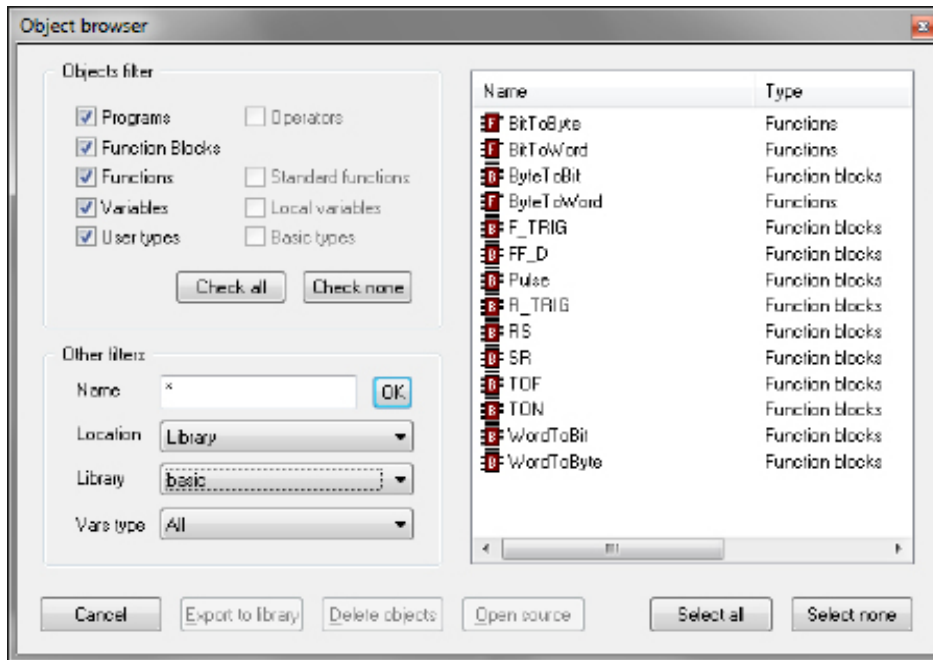 Object browser
Objects filter
Programs
Operators
Function Blocks
Functions
Standard functions
Variables
Local variables
User types
Basic types
Check all
Check none
Other filters
Name
*
OK
Location
Library
Library
basic
Vars type
All
Name Type
BitToByte Functions
BitToWord Functions
ByteToBit Function blocks
ByteToWord Functions
F_TRIG Function blocks
FF_D Function blocks
Pulse Function blocks
R_TRIG Function blocks
RS Function blocks
SR Function blocks
TOF Function blocks
TON Function blocks
WordToBit Function blocks
WordToByte Function blocks
Cancel
Export to library
Delete objects
Open source
Select all
Select none